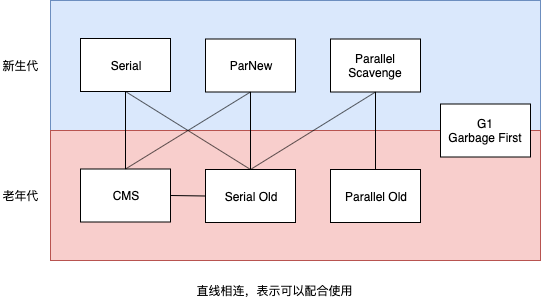 新生代
Serial
ParNew
Parallel
Scavenge
G1
Garbage First
老年代
CMS
Serial Old
Parallel Old
直线相连，表示可以配合使用